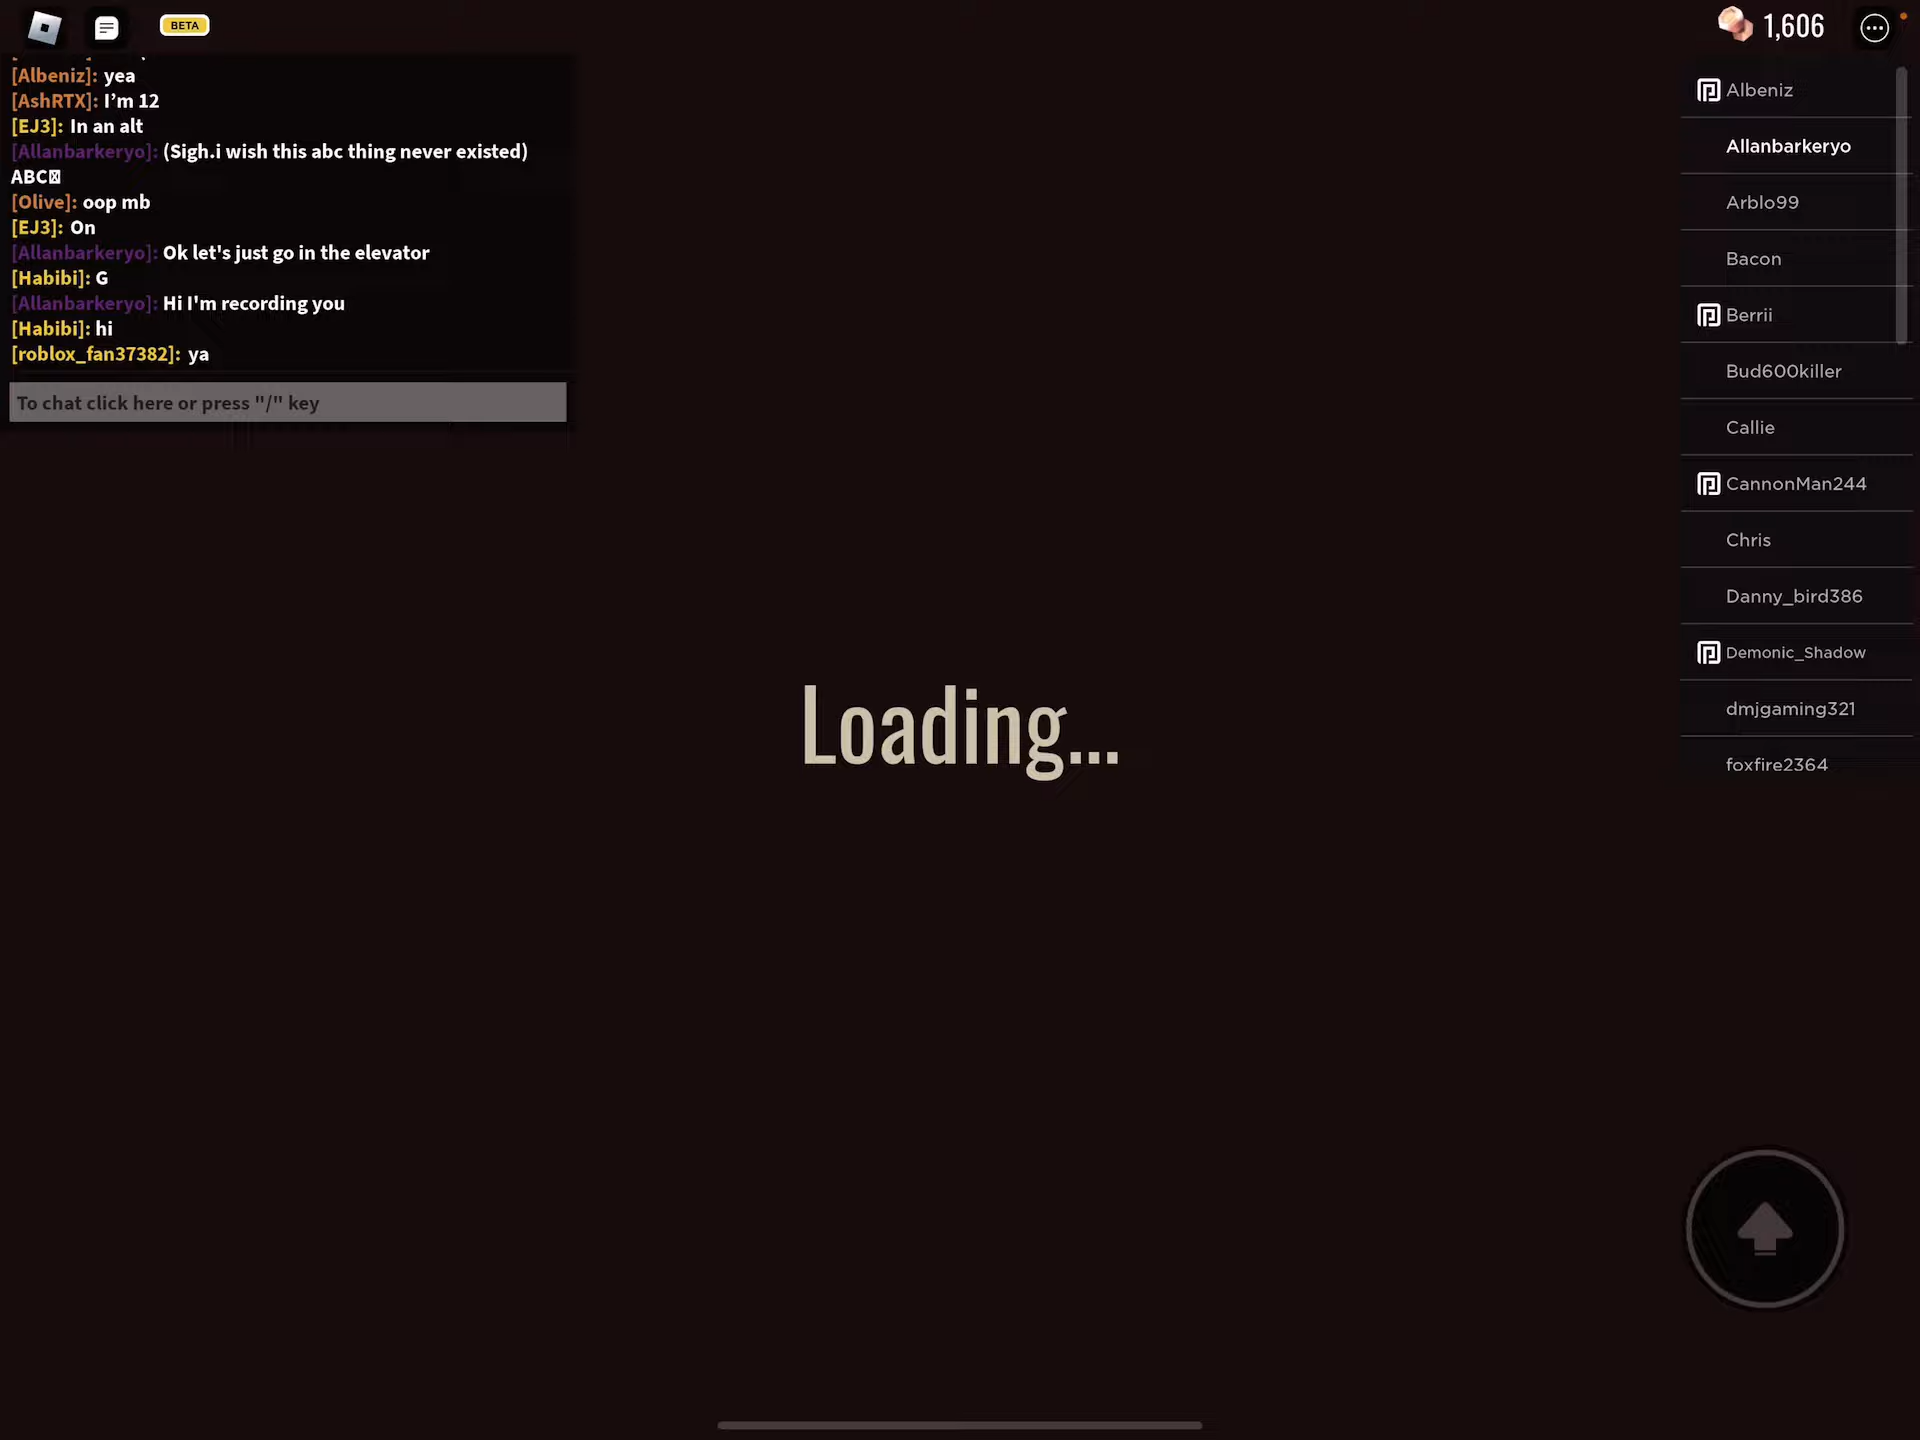 BETA
1,606
[Albeniz]: yea
[AshRTX]: I'm 12
[EJ3]: In an alt
[Allanbarkeryo]: (Sigh.i wish this abc thing never existed)
ABC
[Olive]: oop mb
[EJ3]: On
[Allanbarkeryo]: Ok let's just go in the elevator
[Habibi]: G
[Allanbarkeryo]: Hi I'm recording you
[Habibi]: hi
[roblox_fan37382]: ya
To chat click here or press "/" key
Albeniz
Allanbarkeryo
Arblo99
Bacon
Berrii
Bud600killer
Callie
CannonMan244
Chris
Danny_bird386
Demonic_Shadow
dmjgaming321
foxfire2364
Loading...